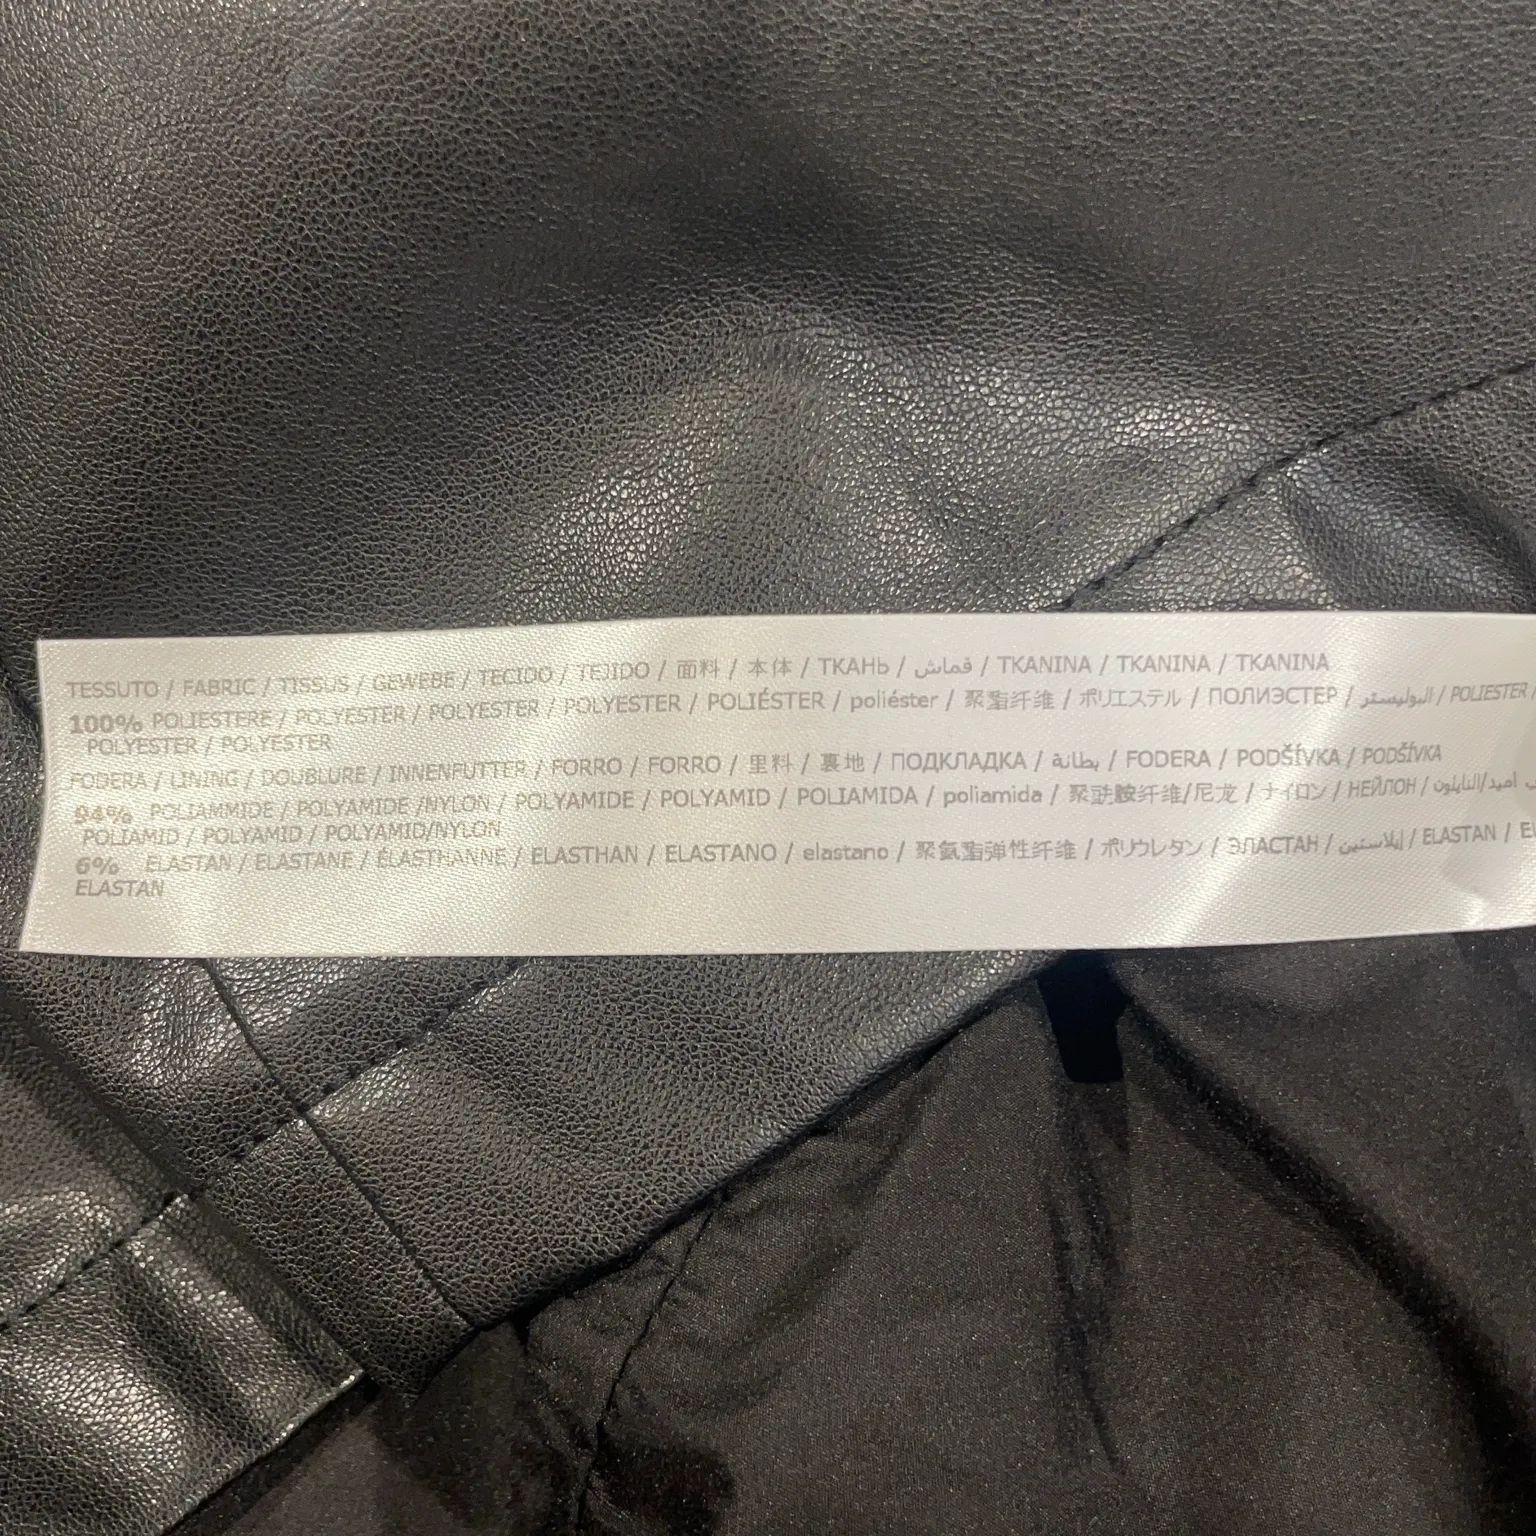 TESSUTO / FABRIC / TISSUS / GEWEBE / TECIDO / TEJIDO / 面料 / 本体 / ТКАНЬ / قماش / TKANINA / TKANINA / TKANINA
100% POLIESTERE / POLYESTER / POLYESTER / POLYESTER / POLIÉSTER / poliéster / 聚酯纤维 / ポリエステル / ПОЛИЭСТЕР / البوليستر / POLIESTER
POLYESTER / POLYESTER
FODERA / LINING / DOUBLURE / INNENFUTTER / FORRO / FORRO / 里料 / 裏地 / ПОДКЛАДКА / بطانة / FODERA / PODŠÍVKA / PODŠÍVKA
94% POLIAMMIDE / POLYAMIDE /NYLON / POLYAMIDE / POLYAMID / POLIAMIDA / poliamida / 聚酰胺纤维/尼龙 / ナイロン / НЕЙЛОН / اميد/النايلون
POLIAMID / POLYAMID / POLYAMID/NYLON
6% ELASTAN / ELASTANE / ÉLASTHANNE / ELASTHAN / ELASTANO / elastano / 聚氨酯弹性纤维 / ポリウレタン / ЭЛАСТАН / إيلاستين / ELASTAN /
ELASTAN